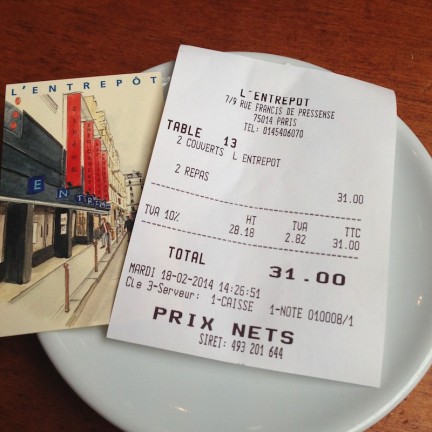 L'ENTREPÔT
ENTREP
L'ENTREPOT
7/9 RUE FRANCIS DE PRESSENSE
75014 PARIS
TEL: 0145406070
TABLE 13
2 COUVERTS L ENTREPOT
2 REPAS 31.00
HT TVA TTC
TVA 10% 28.18 2.82 31.00
TOTAL 31.00
MARDI 18-02-2014 14:26:51
Cle 3-Serveur: 1-CAISSE 1-NOTE 010008/1
PRIX NETS
SIRET: 493 201 644